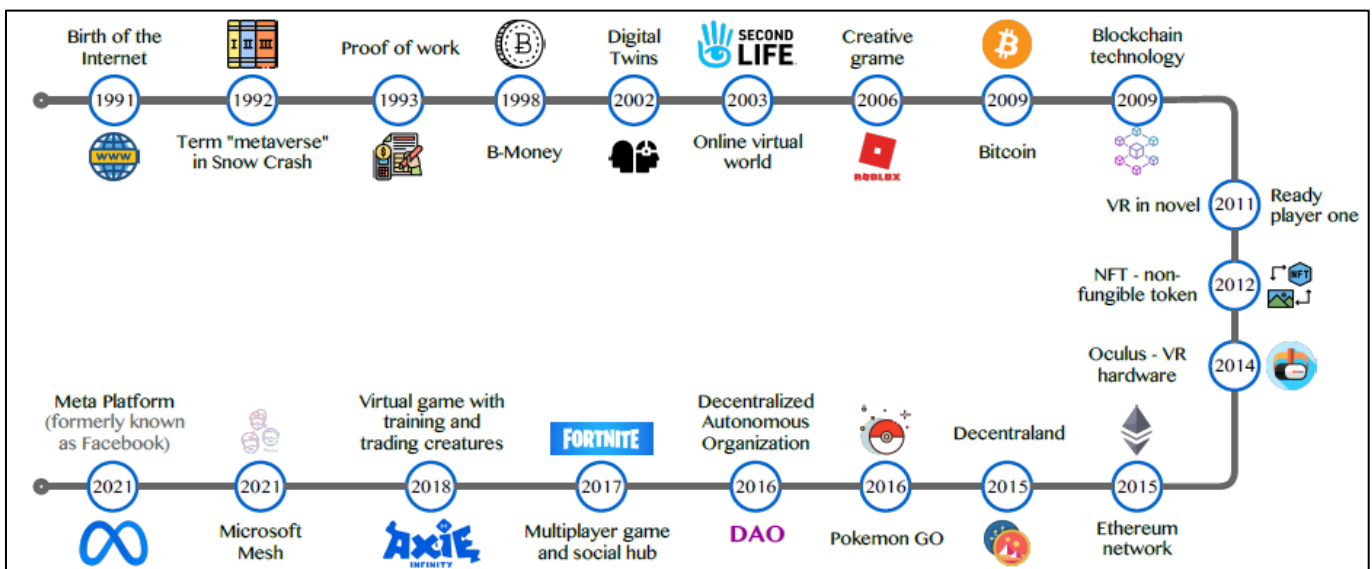 Birth of the
Internet
1991
WWW
I II III
1992
Term "metaverse"
in Snow Crash
Proof of work
1993
1998
B-Money
Digital
Twins
2002
SECOND
LIFE
2003
Online virtual
world
Creative
grame
2006
ROBLOX
2009
Bitcoin
Blockchain
technology
2009
VR in novel
2011
Ready
player one
NFT - non-
fungible token
2012
NFT
Oculus - VR
hardware
2014
Meta Platform
(formerly known
as Facebook)
2021
2021
Microsoft
Mesh
Virtual game with
training and
trading creatures
2018
AXIE
INFINITY
FORTNITE
2017
Multiplayer game
and social hub
Decentralized
Autonomous
Organization
2016
DAO
2016
Pokemon GO
Decentraland
2015
2015
Ethereum
network